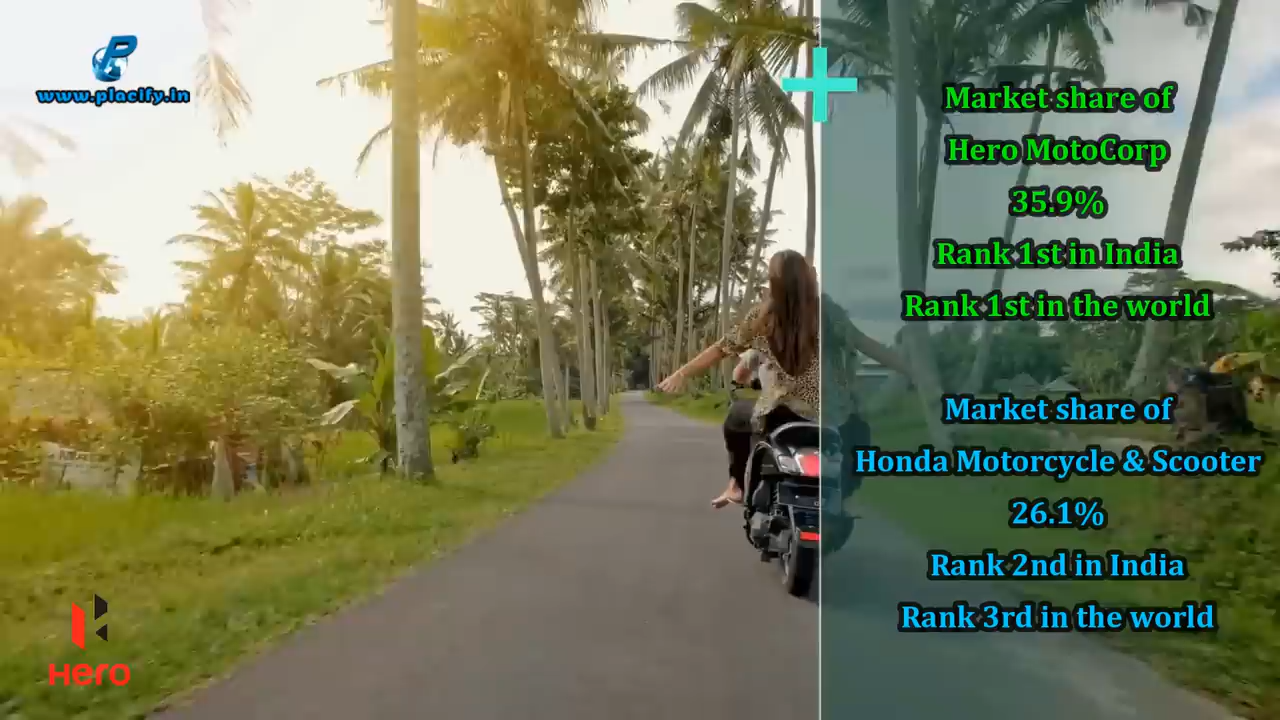 www.placify.in
Market share of
Hero MotoCorp
35.9%
Rank 1st in India
Rank 1st in the world
Market share of
Honda Motorcycle & Scooter
26.1%
Rank 2nd in India
Rank 3rd in the world
Hero